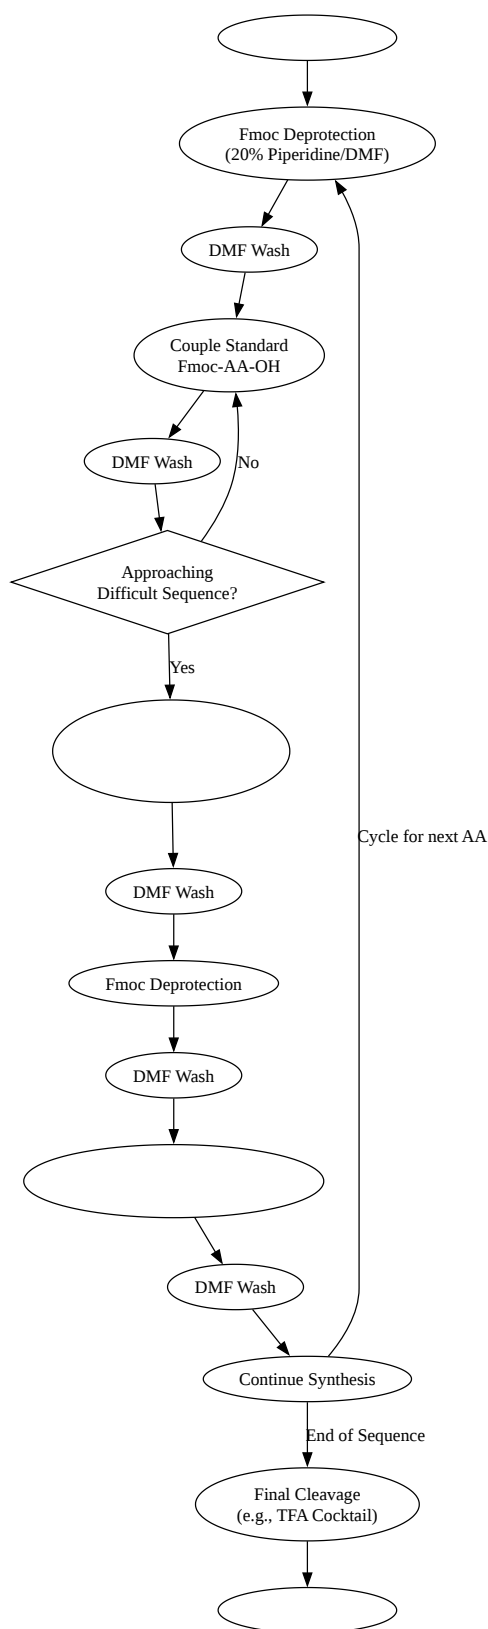 Fmoc Deprotection
(20% Piperidine/DMF)
DMF Wash
Couple Standard
Fmoc-AA-OH
DMF Wash
No
Approaching
Difficult Sequence?
Yes
Cycle for next AA
DMF Wash
Fmoc Deprotection
DMF Wash
DMF Wash
Continue Synthesis
End of Sequence
Final Cleavage
(e.g., TFA Cocktail)